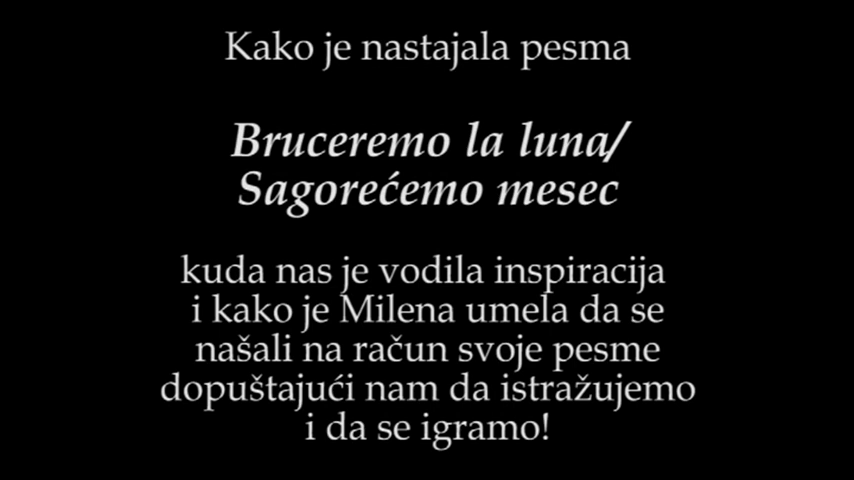 Kako je nastajala pesma
Bruceremo la luna/
Sagorećemo mesec
kuda nas je vodila inspiracija
i kako je Milena umela da se
našali na račun svoje pesme
dopuštajući nam da istražujemo
i da se igramo!